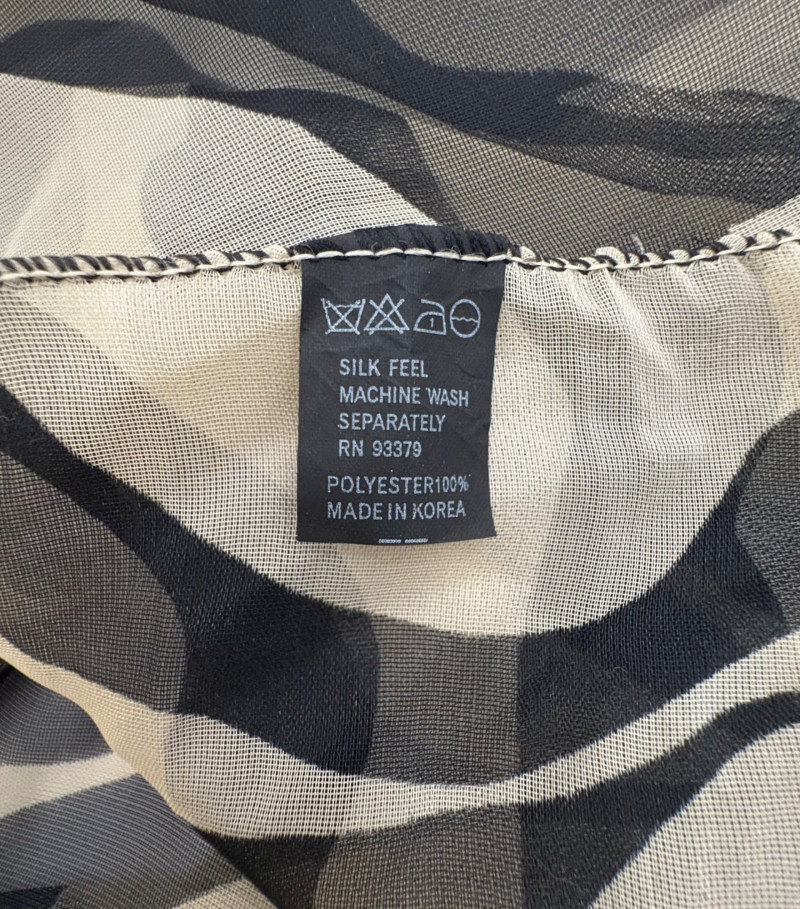 SILK FEEL
MACHINE WASH
SEPARATELY
RN 93379
POLYESTER100%
MADE IN KOREA